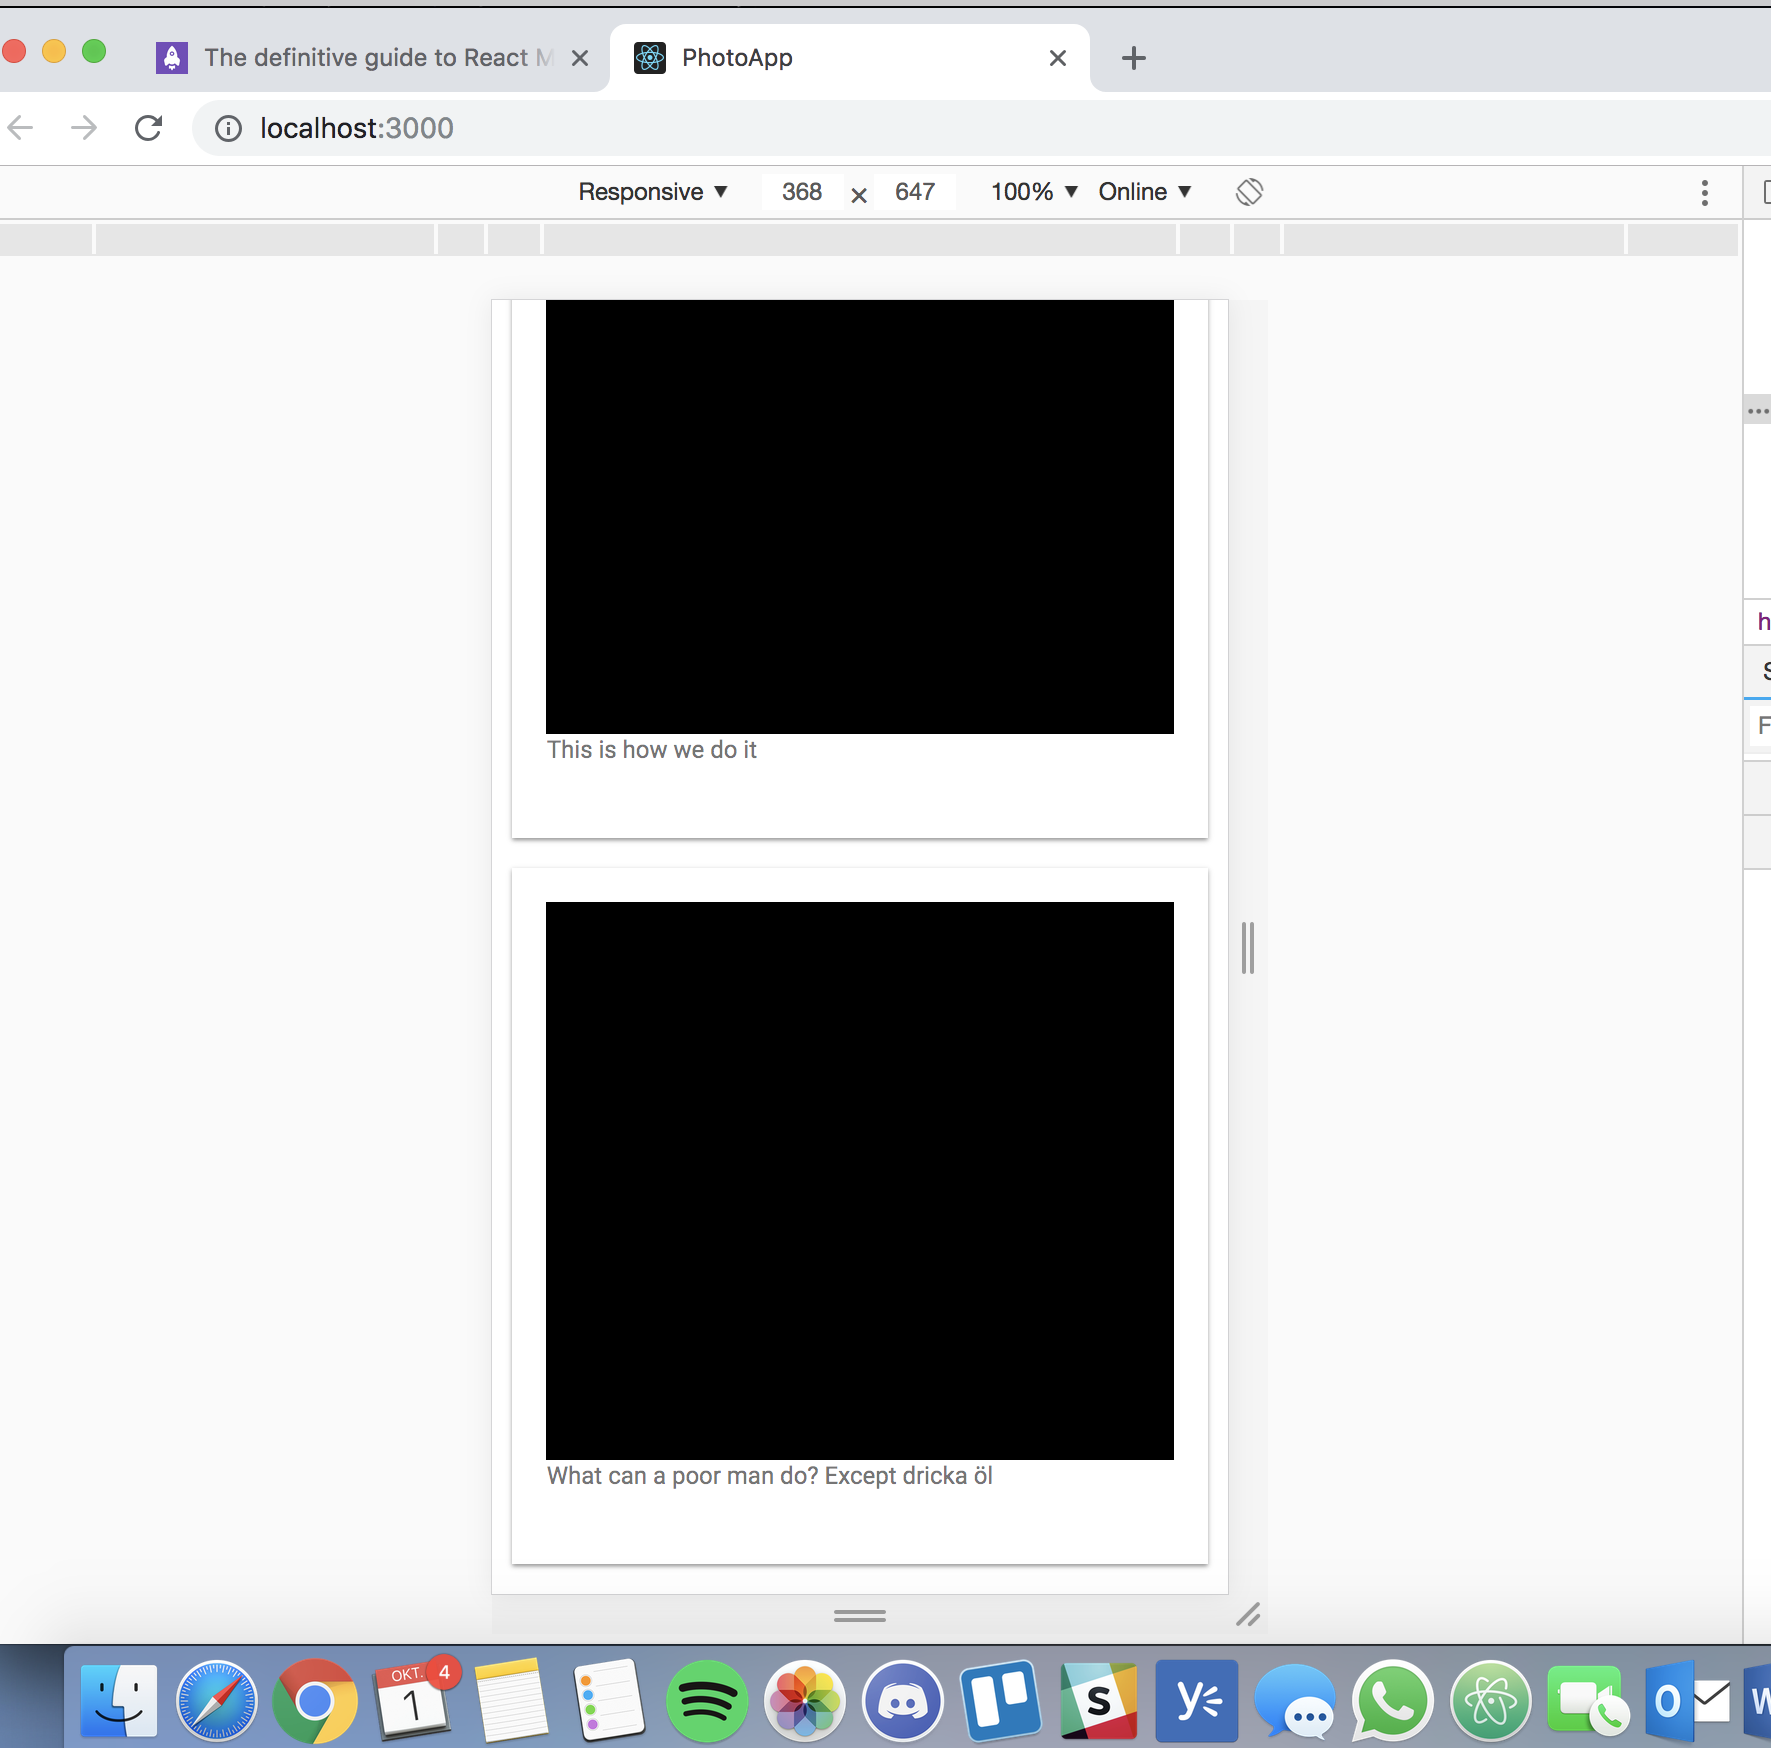 The definitive guide to React M
PhotoApp
localhost:3000
Responsive ▼ 368 × 647 100% ▼ Online ▼
h
S
F
This is how we do it
What can a poor man do? Except dricka öl
OKT. 4
1
S
y
O
W